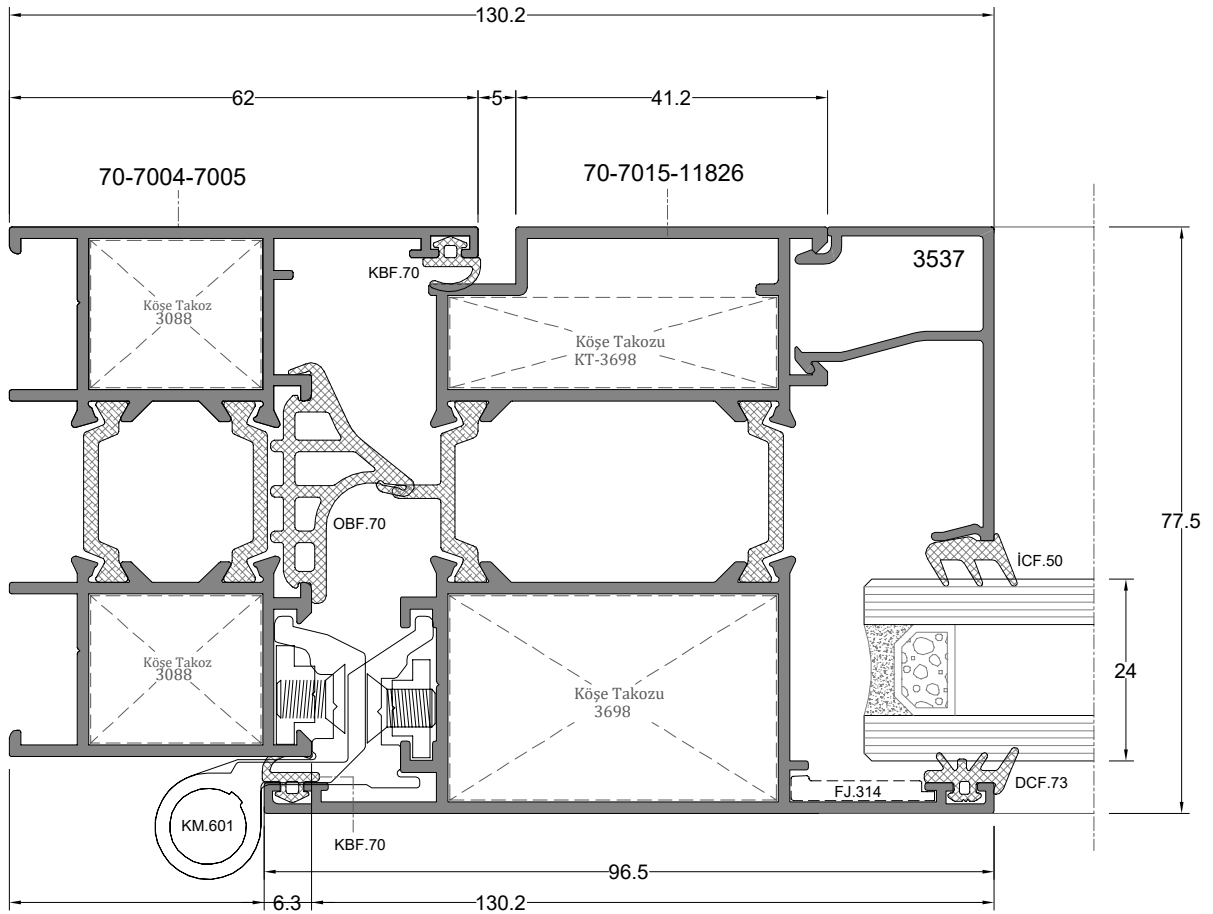 130.2
62
5
41.2
70-7004-7005
70-7015-11826
3537
KBF.70
Köşe Takoz
3088
Köşe Takozu
KT-3698
77.5
OBF.70
İCF.50
Köşe Takoz
3088
Köşe Takozu
3698
24
DCF.73
FJ.314
KM.601
KBF.70
96.5
6.3
130.2